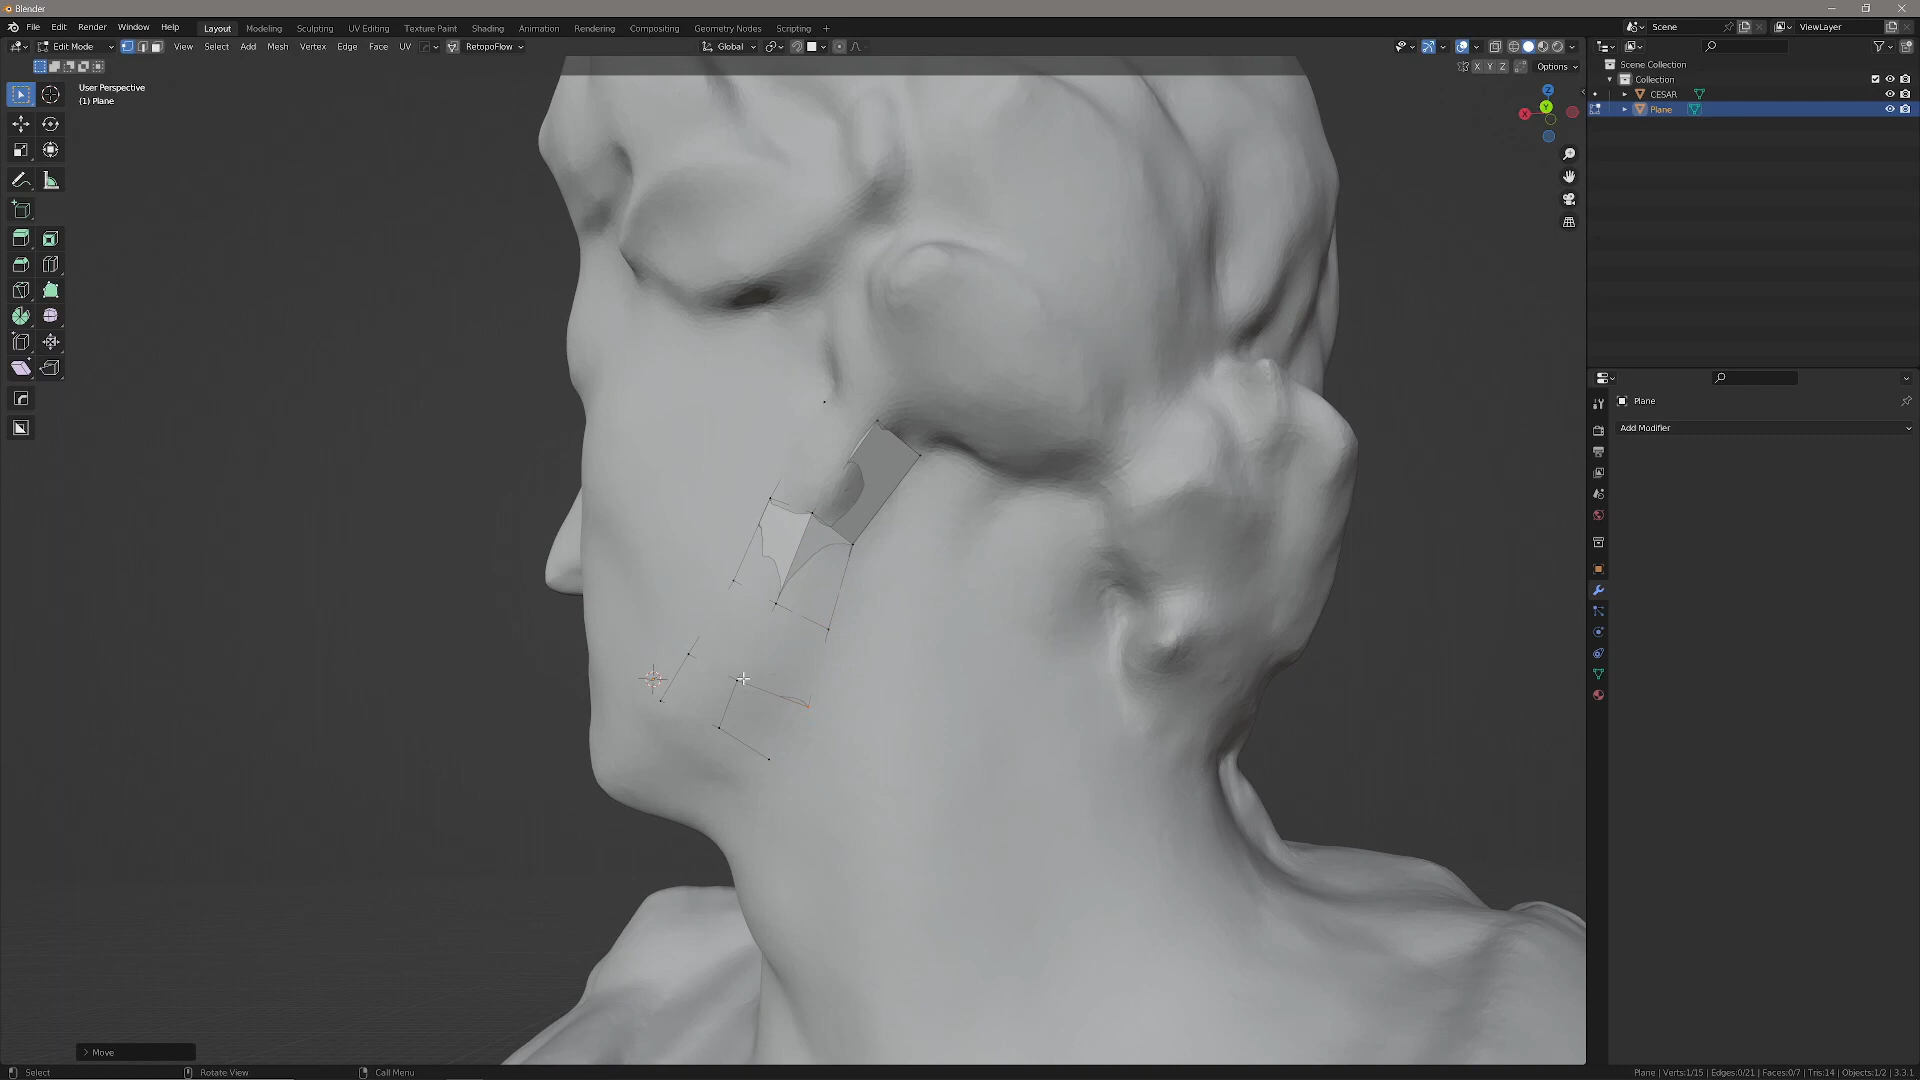 Blender
File Edit Render Window Help Layout Modeling Sculpting UV Editing Texture Paint Shading Animation Rendering Compositing Geometry Nodes Scripting + Scene ViewLayer
Edit Mode View Select Add Mesh Vertex Edge Face UV RetopoFlow Global
X Y Z Options
User Perspective
(1) Plane
Scene Collection
Collection
CESAR
Plane
Z
Y
X
Plane
Add Modifier
Move
Select Rotate View Call Menu Plane | Verts:1/15 | Edges:0/21 | Faces:0/7 | Tris:14 | Objects:1/2 | 3.3.1